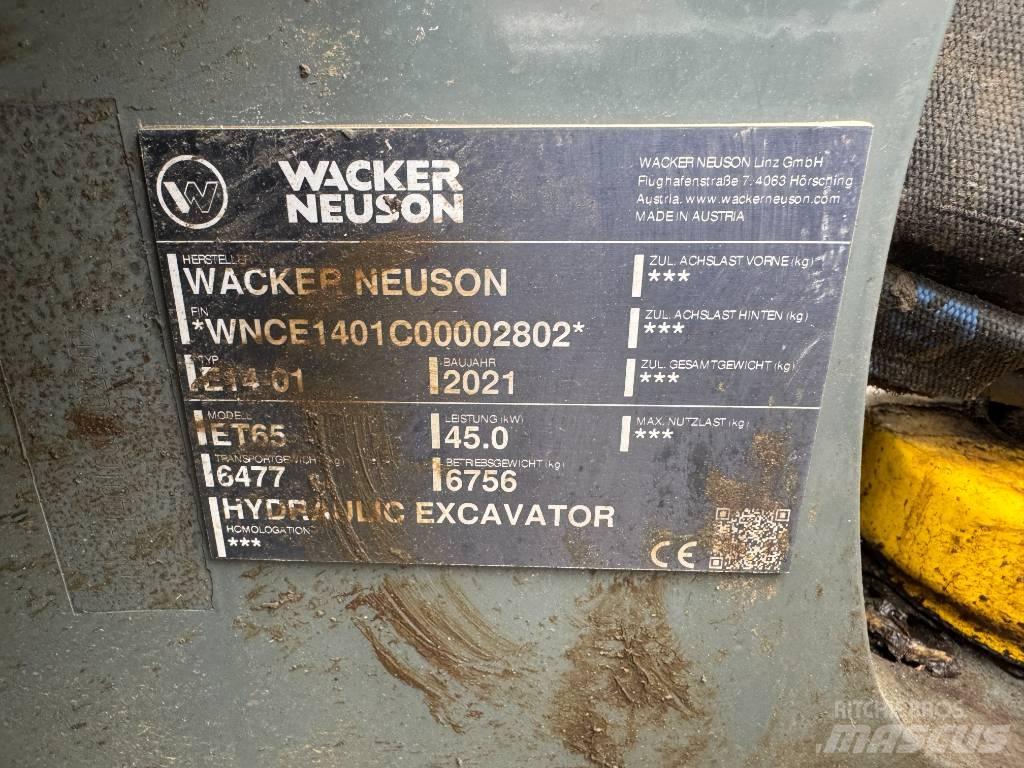 WACKER
NEUSON
WACKER NEUSON Linz GmbH
Flughafenstraße 7, 4063 Hörsching
Austria. www.wackerneuson.com
MADE IN AUSTRIA
HERSTELLER
WACKER NEUSON
FIN
*WNCE1401C00002802*
TYP
E14-01
BAUJAHR
2021
MODELL
ET65
LEISTUNG (kW)
45.0
TRANSPORTGEWICHT (kg)
6477
BETRIEBSGEWICHT (kg)
6756
HYDRAULIC EXCAVATOR
HOMOLOGATION
***
ZUL. ACHSLAST VORNE (kg)
***
ZUL. ACHSLAST HINTEN (kg)
***
ZUL. GESAMTGEWICHT (kg)
***
MAX. NUTZLAST (kg)
***
CE
RITCHIE BROS
MASCUS